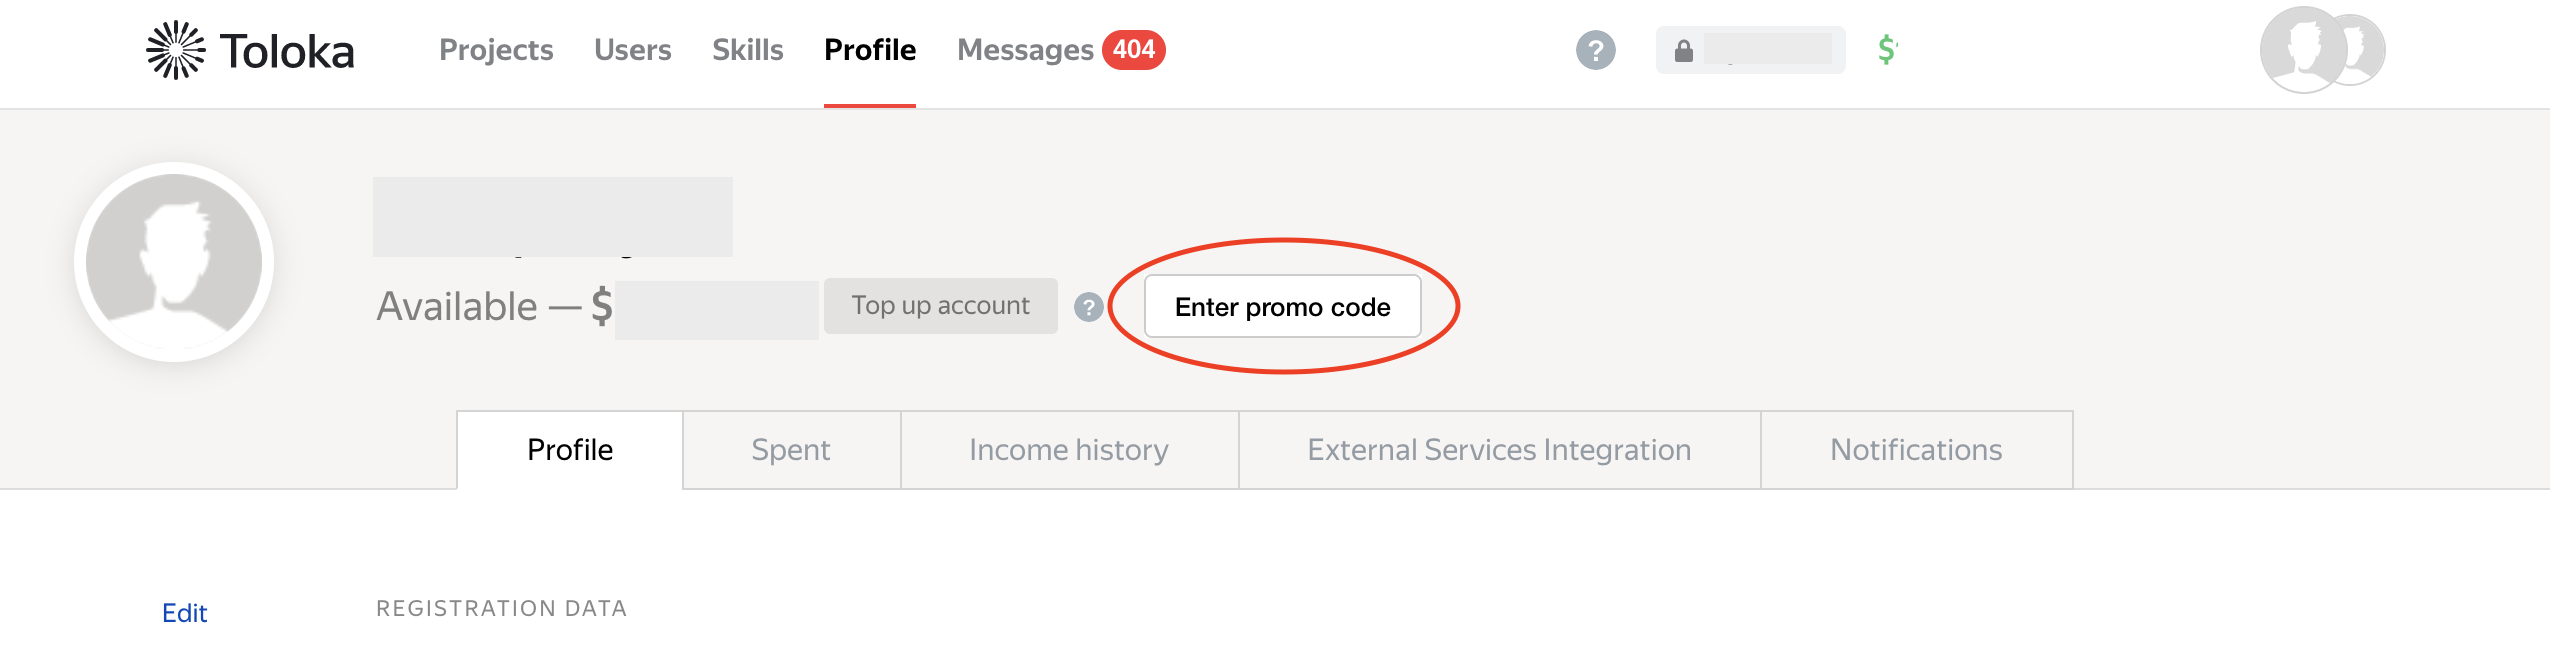 Toloka Projects Users Skills Profile Messages 404 ? $
Available — $ Top up account ? Enter promo code
Profile Spent Income history External Services Integration Notifications
Edit REGISTRATION DATA